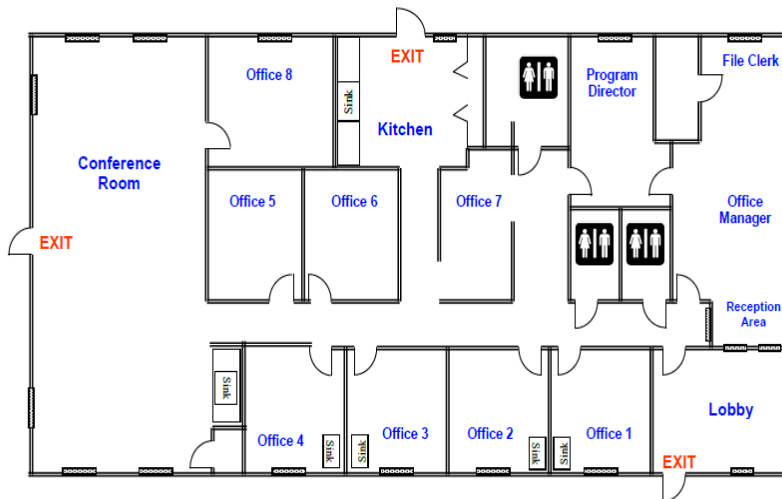 EXIT
File Clerk
Office 8
Program
Director
Sink
Kitchen
Conference
Room
Office 5
Office 6
Office 7
Office
Manager
EXIT
Reception
Area
Sink
Lobby
Office 4
Sink
Sink
Office 3
Office 2
Sink
Sink
Office 1
EXIT